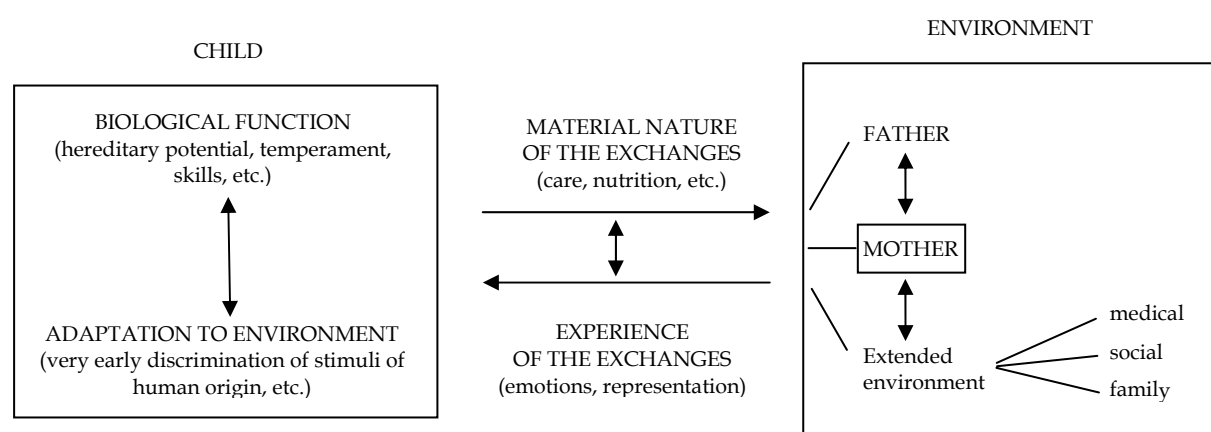 CHILD
BIOLOGICAL FUNCTION
(hereditary potential, temperament,
skills, etc.)
ADAPTATION TO ENVIRONMENT
(very early discrimination of stimuli of
human origin, etc.)
MATERIAL NATURE
OF THE EXCHANGES
(care, nutrition, etc.)
EXPERIENCE
OF THE EXCHANGES
(emotions, representation)
ENVIRONMENT
FATHER
MOTHER
Extended
environment
medical
social
family